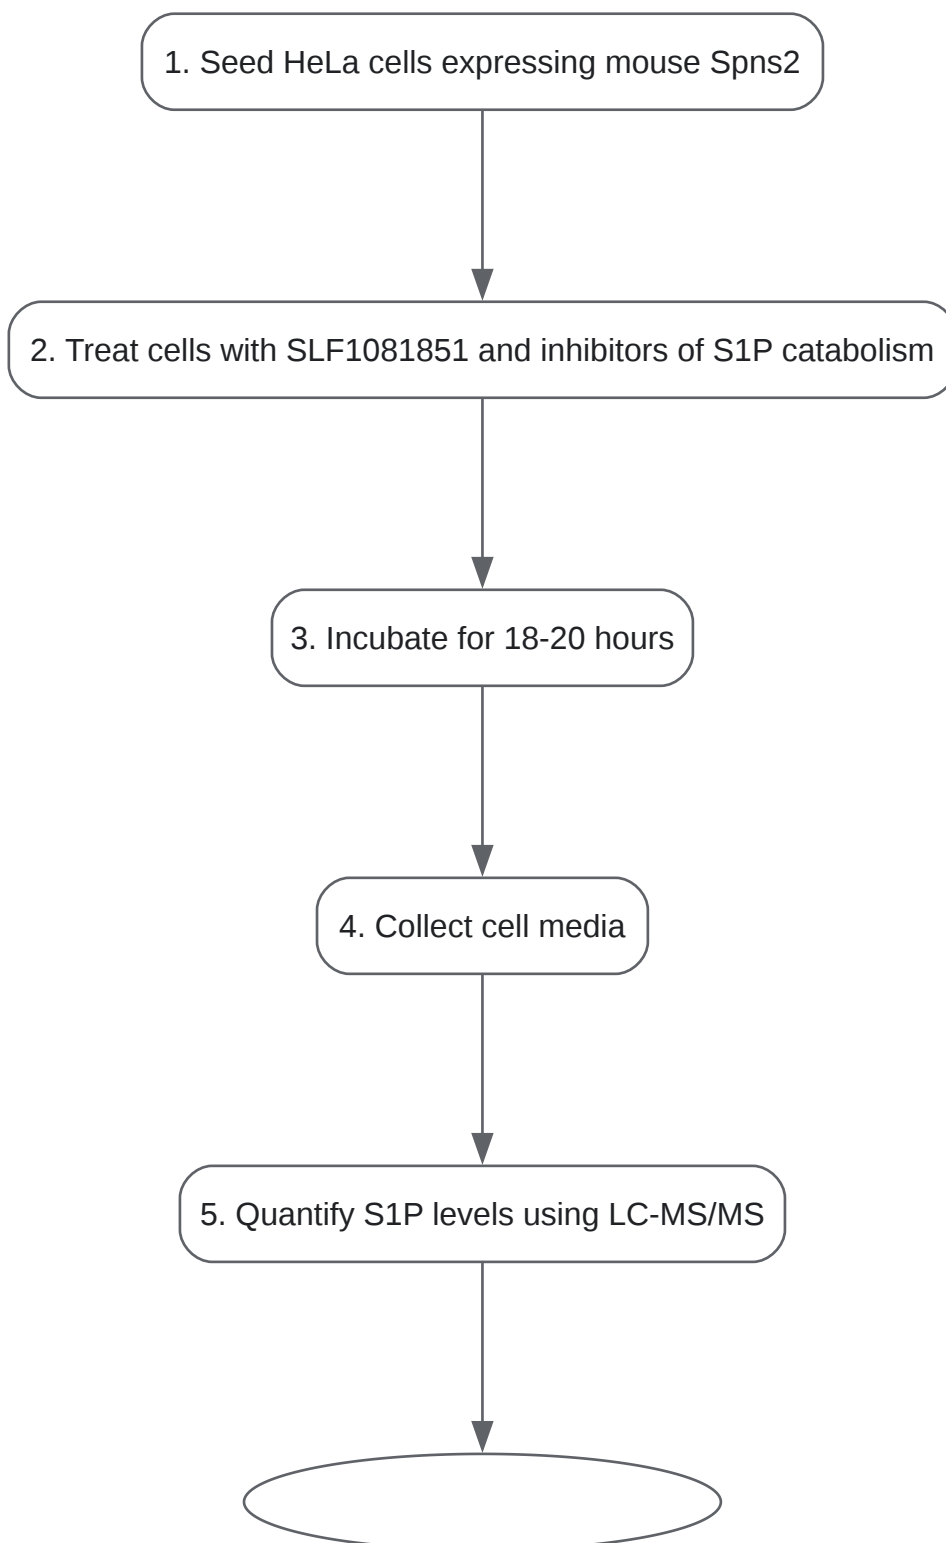 1. Seed HeLa cells expressing mouse Spns2
2. Treat cells with SLF1081851 and inhibitors of S1P catabolism
3. Incubate for 18-20 hours
4. Collect cell media
5. Quantify S1P levels using LC-MS/MS